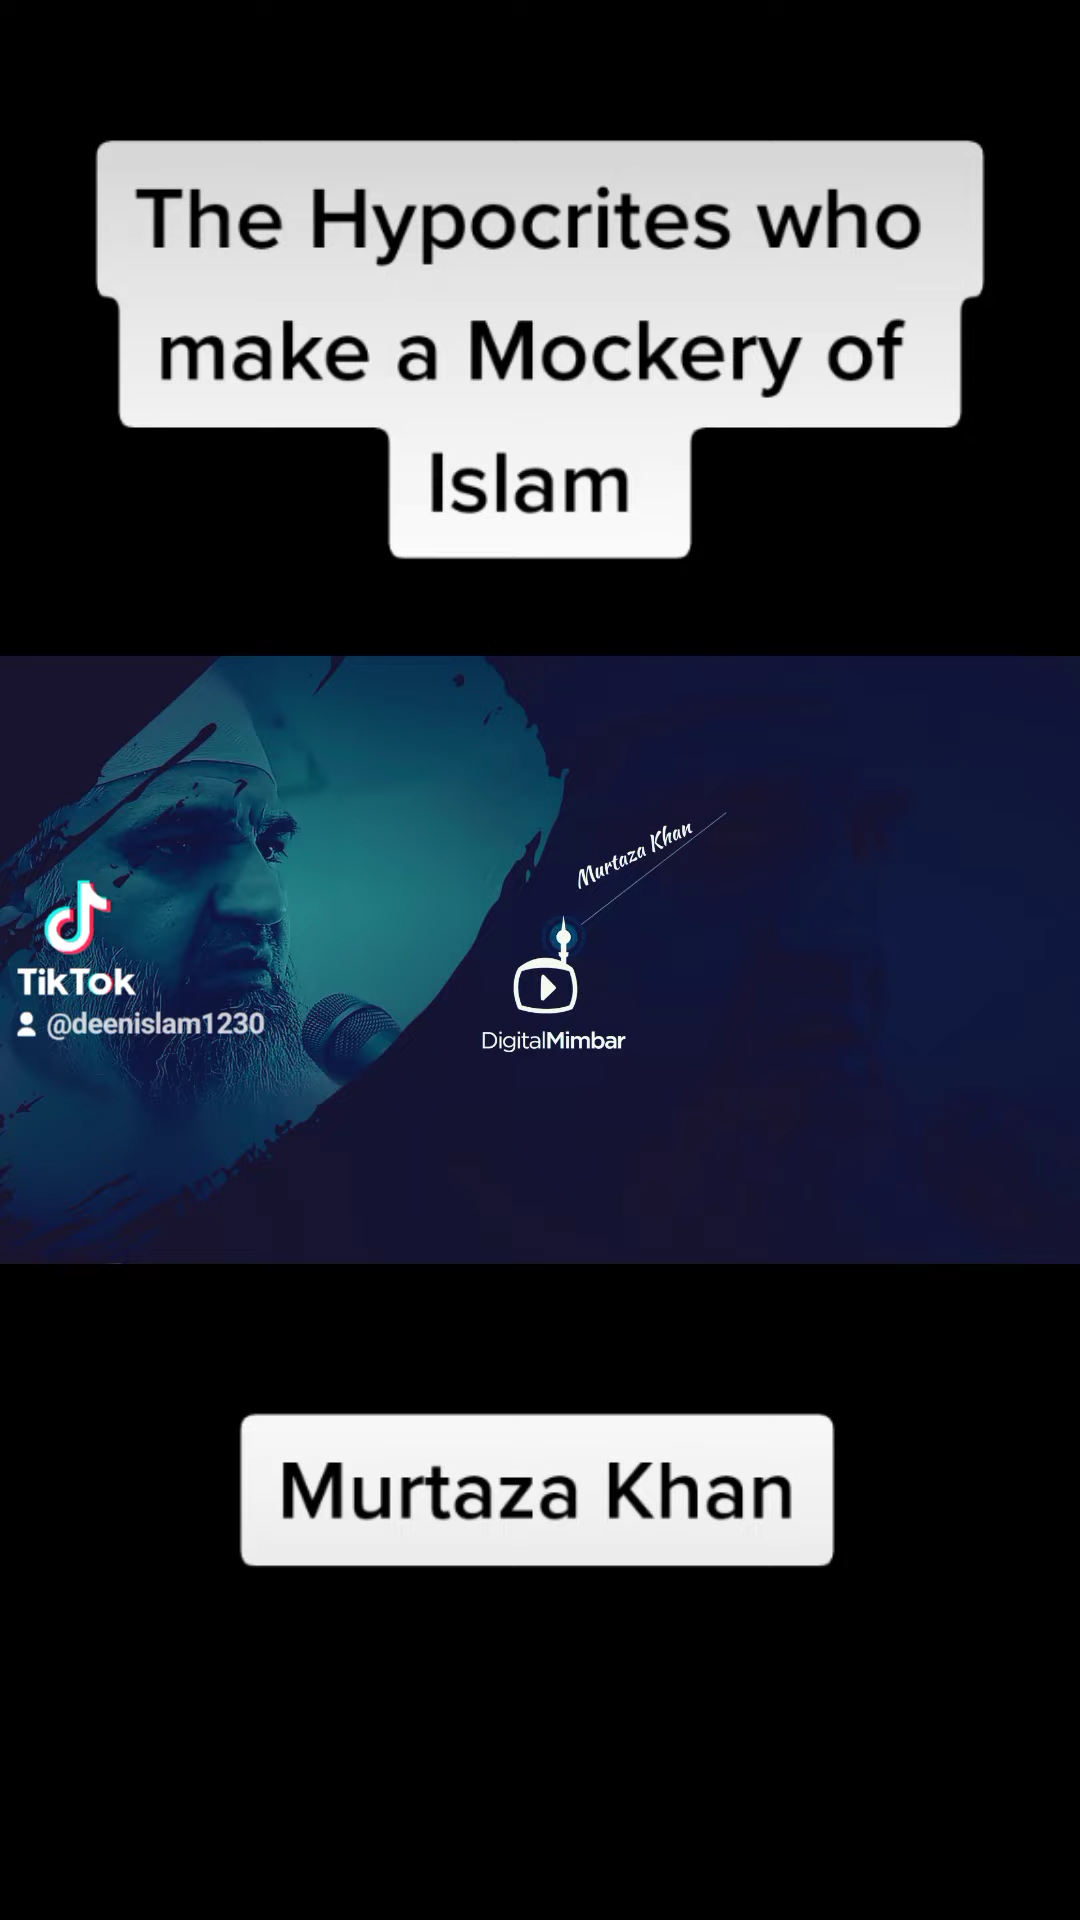 The Hypocrites who
make a Mockery of
Islam
Murtaza Khan
TikTok
@deenislam1230
DigitalMimbar
Murtaza Khan